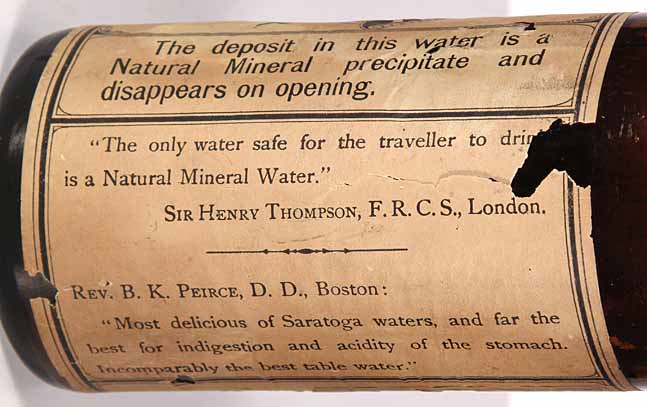 The deposit in this water is a
Natural Mineral precipitate and
disappears on opening.
"The only water safe for the traveller to
is a Natural Mineral Water."
SIR HENRY THOMPSON, F. R. C. S., London.
REV. B. K. PEIRCE, D. D., Boston:
"Most delicious of Saratoga waters, and far the
best for indigestion and acidity of the stomach.
Incomparably the best table water."